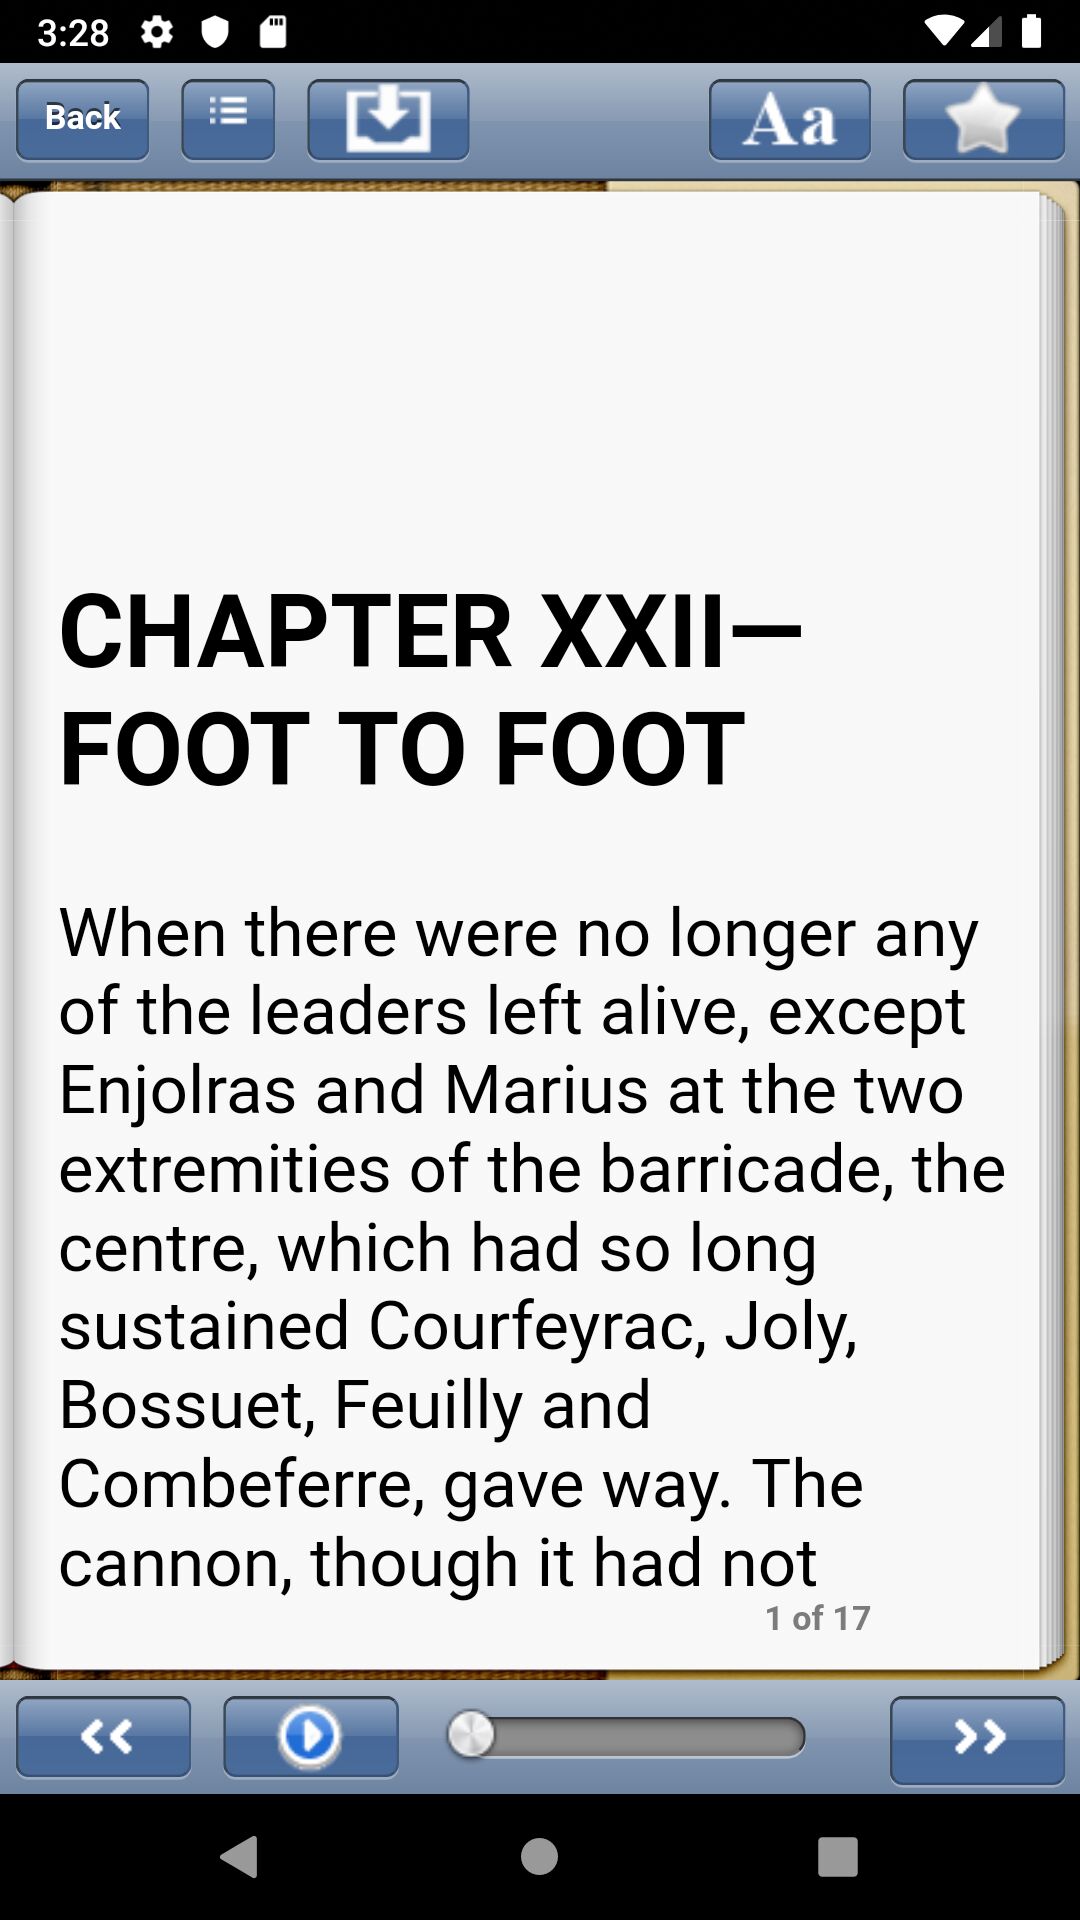 3:28
Back
Aa
CHAPTER XXII—
FOOT TO FOOT
When there were no longer any
of the leaders left alive, except
Enjolras and Marius at the two
extremities of the barricade, the
centre, which had so long
sustained Courfeyrac, Joly,
Bossuet, Feuilly and
Combeferre, gave way. The
cannon, though it had not
1 of 17